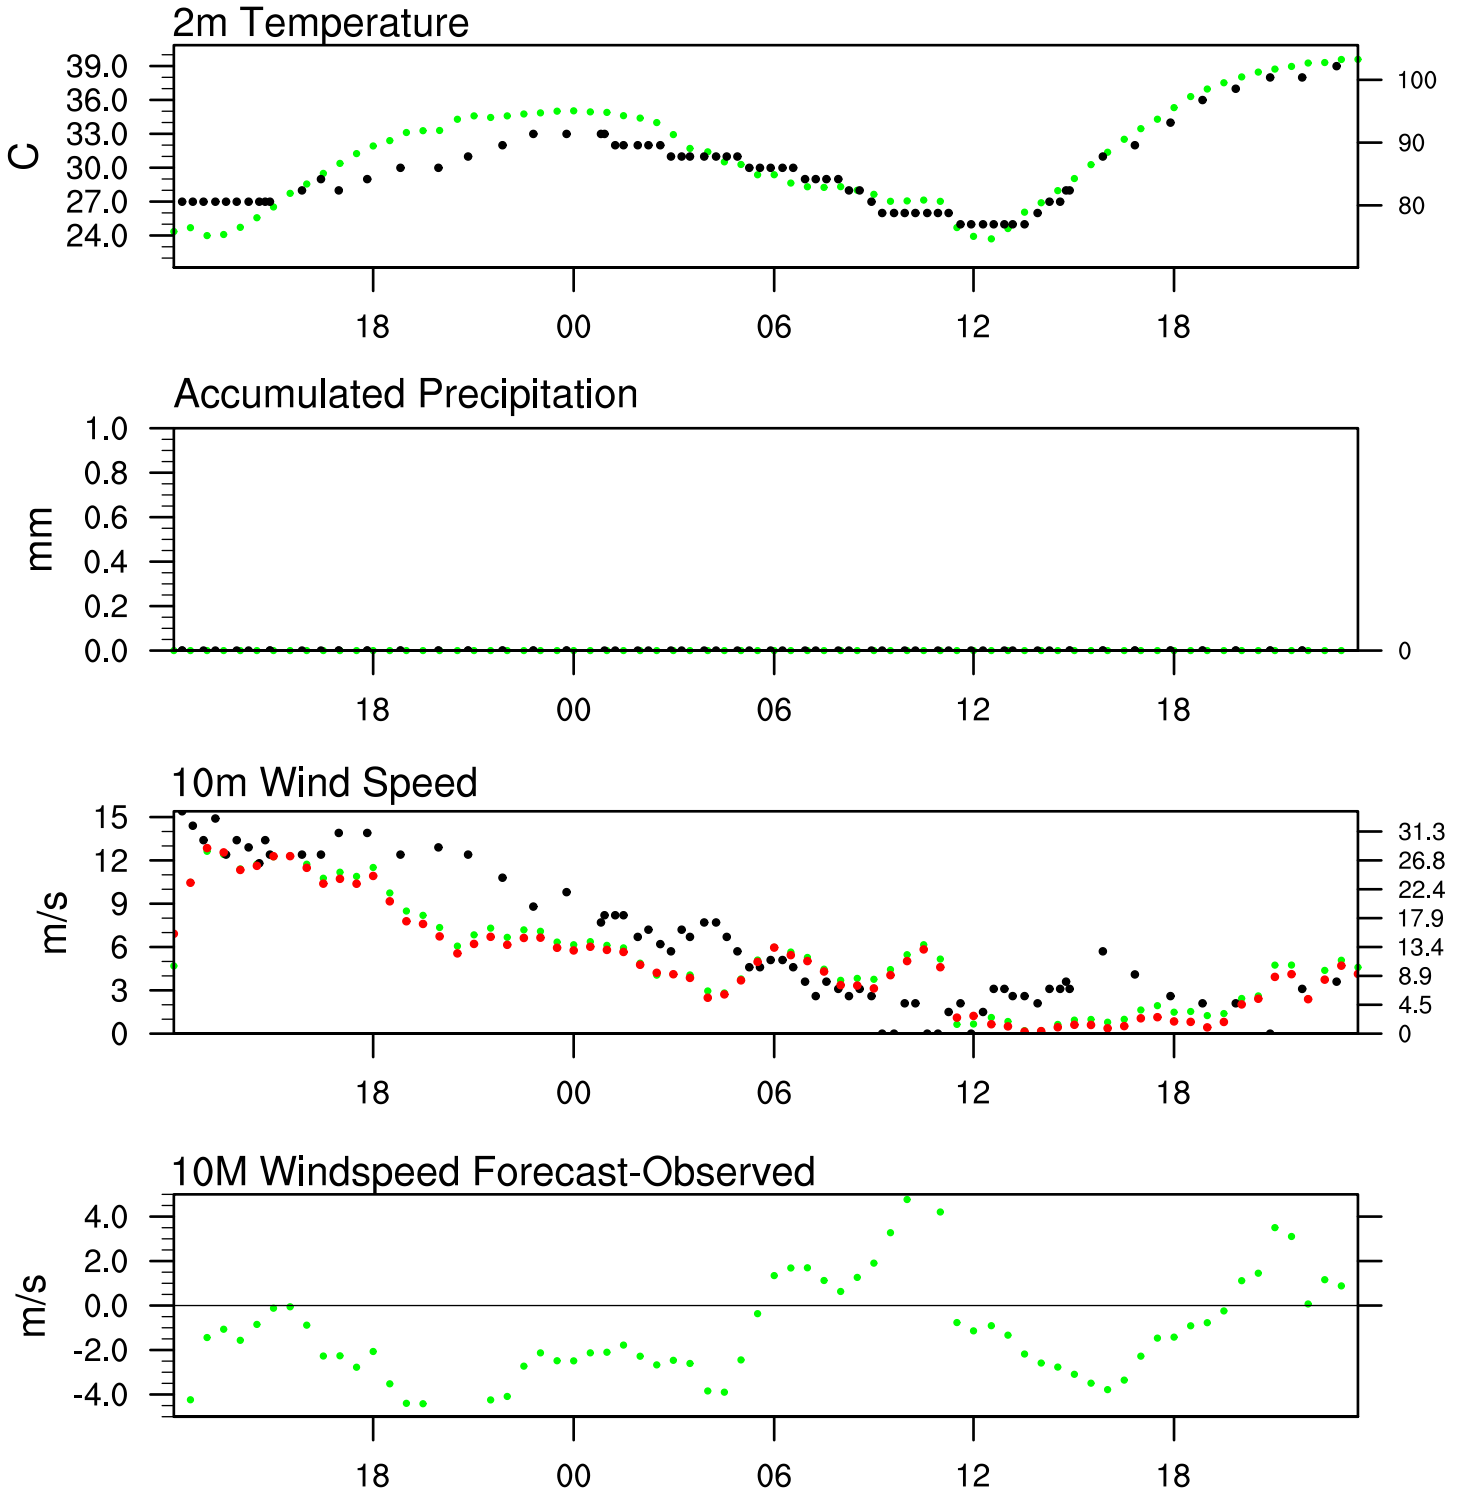 2m Temperature
39.0
36.0
33.0
30.0
27.0
24.0
C
100
90
80
18 00 06 12 18
Accumulated Precipitation
1.0
0.8
0.6
0.4
0.2
0.0
mm
0
18 00 06 12 18
10m Wind Speed
15
12
9
6
3
0
m/s
31.3
26.8
22.4
17.9
13.4
8.9
4.5
0
18 00 06 12 18
10M Windspeed Forecast-Observed
4.0
2.0
0.0
-2.0
-4.0
m/s
18 00 06 12 18